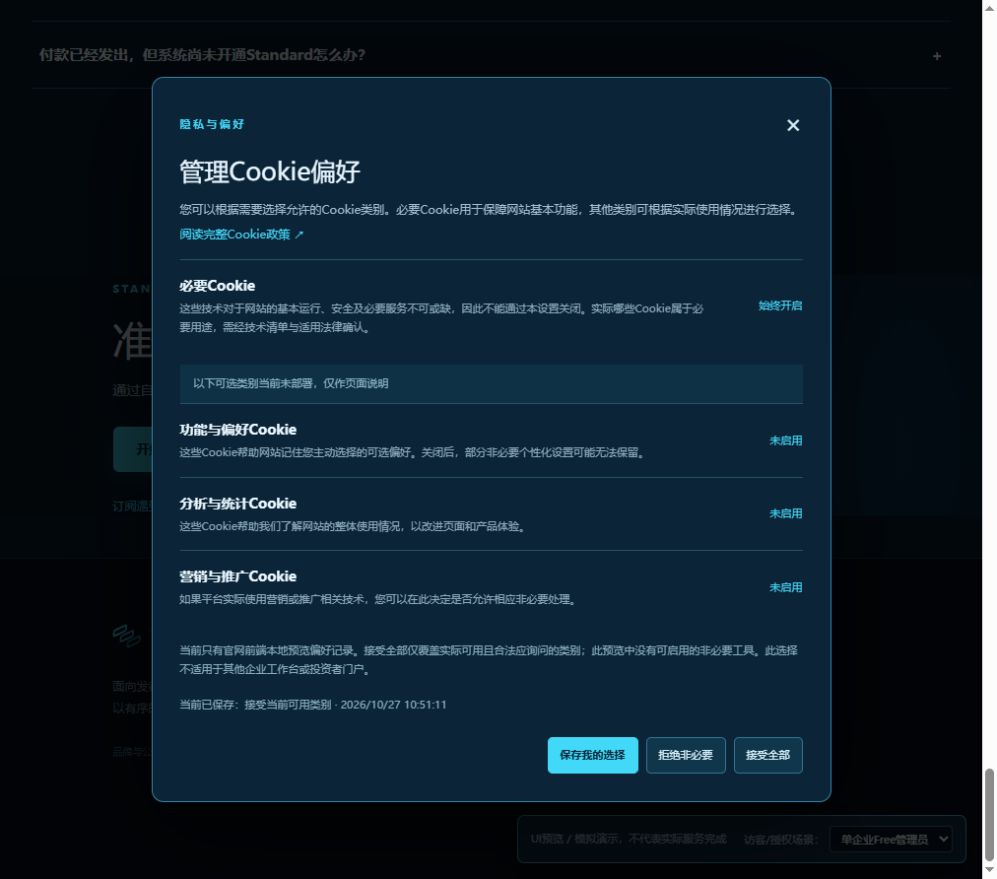 付款已经发出，但系统尚未开通Standard怎么办？
+
隐私与偏好
×
管理Cookie偏好
您可以根据需要选择允许的Cookie类别。必要Cookie用于保障网站基本功能，其他类别可根据实际使用情况进行选择。
阅读完整Cookie政策 ↗
必要Cookie
这些技术对于网站的基本运行、安全及必要服务不可或缺，因此不能通过本设置关闭。实际哪些Cookie属于必
要用途，需经技术清单与适用法律确认。
始终开启
以下可选类别当前未部署，仅作页面说明
功能与偏好Cookie
这些Cookie帮助网站记住您主动选择的可选偏好。关闭后，部分非必要个性化设置可能无法保留。
未启用
分析与统计Cookie
这些Cookie帮助我们了解网站的整体使用情况，以改进页面和产品体验。
未启用
营销与推广Cookie
如果平台实际使用营销或推广相关技术，您可以在此决定是否允许相应非必要处理。
未启用
当前只有官网前端本地预览偏好记录。接受全部仅覆盖实际可用且合法应询问的类别；此预览中没有可启用的非必要工具。此选择
不适用于其他企业工作台或投资者门户。
当前已保存：接受当前可用类别 · 2026/10/27 10:51:11
保存我的选择
拒绝非必要
接受全部
STAN
准
通过自
开
订阅
面向发
以有序
品牌与公
UI预览 / 模拟演示，不代表实际服务完成
访客/授权场景：
单企业Free管理员